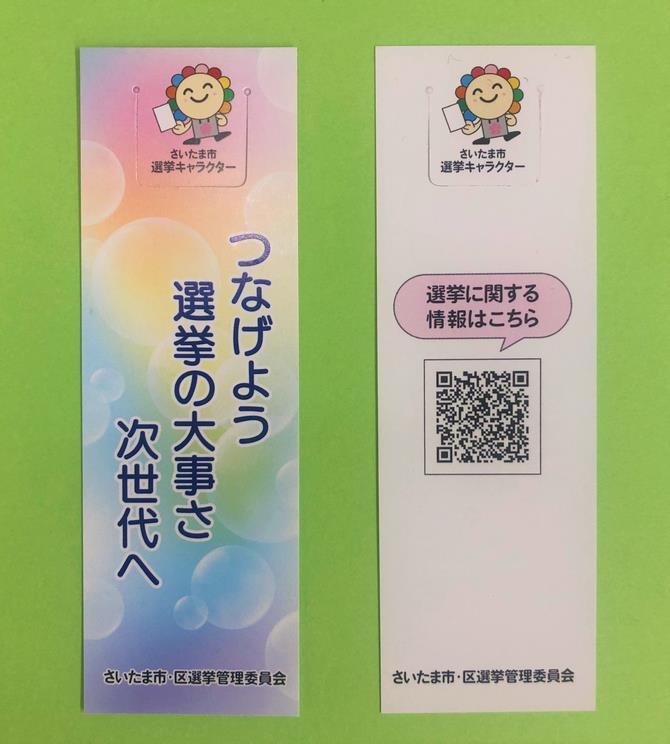 さいたま市
選挙キャラクター
つなげよう
選挙の大事さ
次世代へ
さいたま市・区選挙管理委員会
さいたま市
選挙キャラクター
選挙に関する
情報はこちら
さいたま市・区選挙管理委員会